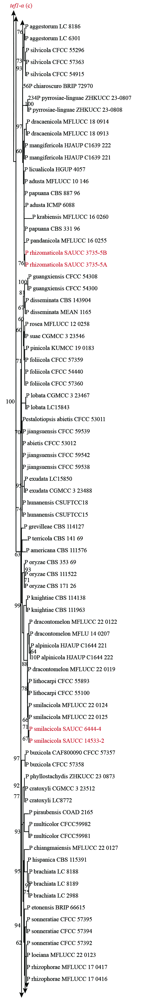 tef1-α (c)
P aggestorum LC 8186
76
P aggestorum LC 6301
P silvicola CFCC 55296
73
P silvicola CFCC 57363
93
P silvicola CFCC 54915
56P chiaroscuro BRIP 72970
234P pyrrosiae-linguae ZHKUCC 23-0807
100
P pyrrosiae-linguae ZHKUCC 23-0808
P dracaenicola MFLUCC 18 0914
97
P dracaenicola MFLUCC 18 0913
P mangifericola HJAUP C1639 222
60
P mangifericola HJAUP C1639 221
P licualicola HGUP 4057
P adusta MFLUCC 10 146
P papuana CBS 887 96
P adusta ICMP 6088
P krabiensis MFLUCC 16 0260
P papuana CBS 331 96
P pandanicola MFLUCC 16 0255
P rhizomaticola SAUCC 3735-5B
76
P rhizomaticola SAUCC 3735-5A
P guangxiensis CFCC 54308
100
P guangxiensis CFCC 54300
81
P disseminata CBS 143904
67
P disseminata MEAN 1165
60
P rosea MFLUCC 12 0258
60
P suae CGMCC 3 23546
P pinicola KUMCC 19 0183
71
P foliicola CFCC 57359
P foliicola CFCC 54440
P foliicola CFCC 57360
P lobata CGMCC 3 23467
100
P lobata LC15843
Pestalotiopsis abietis CFCC 53011
70
P jiangsuensis CFCC 59539
P abietis CFCC 53012
P jiangsuensis CFCC 59542
P jiangsuensis CFCC 59538
P exudata LC15850
95
P exudata CGMCC 3 23488
P hunanensis CSUFTCC18
74
P hunanensis CSUFTCC15
P grevilleae CBS 114127
P terricola CBS 141 69
P americana CBS 111576
63
P oryzae CBS 353 69
93
P oryzae CBS 111522
71
P oryzae CBS 171 26
P knightiae CBS 114138
99
P knightiae CBS 114963
P dracontomelon MFLUCC 22 0122
P dracontomelon MFLU 14 0207
P alpinicola HJAUP C1644 221
64
10P alpinicola HJAUP C1644 222
88
P dracontomelon MFLUCC 22 0119
P lithocarpi CFCC 55893
78
P lithocarpi CFCC 55100
P smilacicola MFLUCC 22 0124
P smilacicola MFLUCC 22 0125
66
71
P smilacicola SAUCC 6444-4
67
P smilacicola SAUCC 14533-2
P buxicola CAF800090 CFCC 57357
97
P buxicola CFCC 57358
P phyllostachydis ZHKUCC 23 0873
92
P cratoxyli CGMCC 3 23512
77
P cratoxyli LC8772
P piraubensis COAD 2165
P multicolor CFCC59982
93
P multicolor CFCC59981
P chiangmaiensis MFLUCC 22 0127
P hispanica CBS 115391
95
P brachiata LC 8188
97
P brachiata LC 8189
75
P brachiata LC 2988
P etonensis BRIP 66615
P sonneratiae CFCC 57395
94
P sonneratiae CFCC 57394
62
P sonneratiae CFCC 57392
P loeiana MFLUCC 22 0123
P rhizophorae MFLUCC 17 0417
P rhizophorae MFLUCC 17 0416